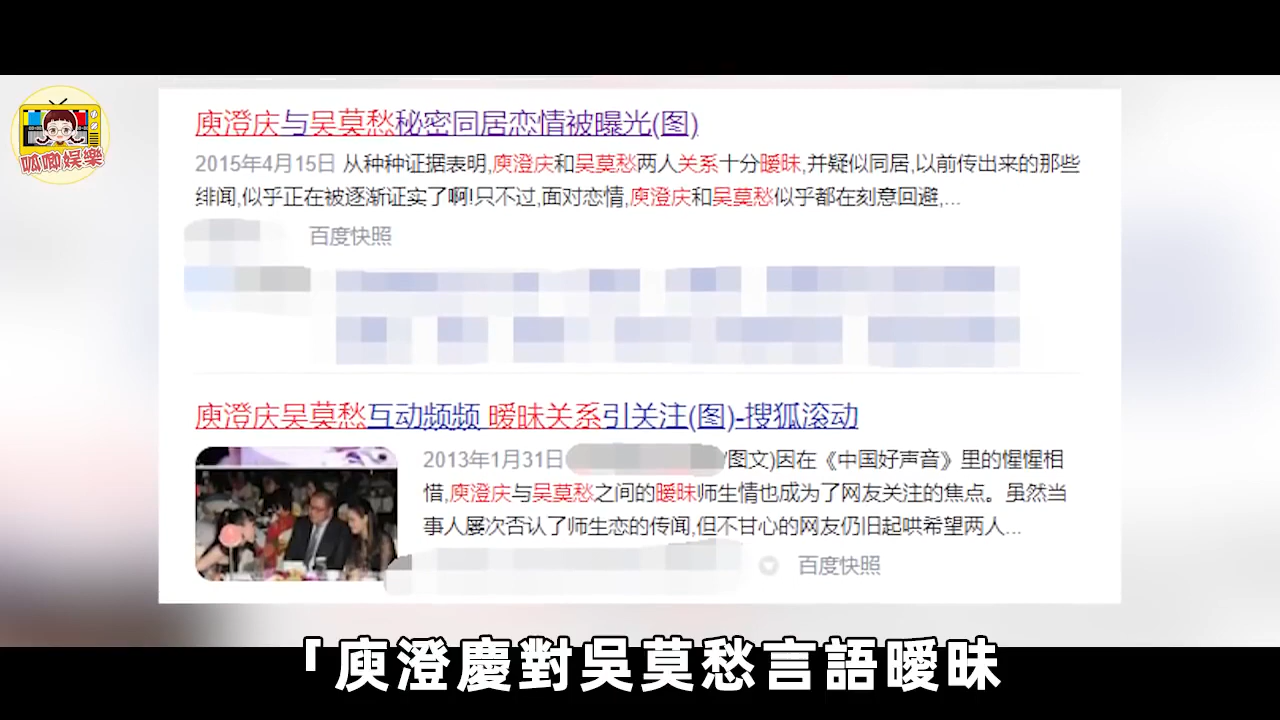 庾澄庆与吴莫愁秘密同居恋情被曝光(图)
2015年4月15日 从种种证据表明,庾澄庆和吴莫愁两人关系十分暧昧,并疑似同居,以前传出来的那些
绯闻,似乎正在被逐渐证实了啊!只不过,面对恋情,庾澄庆和吴莫愁似乎都在刻意回避,...
呱唧娱樂
百度快照
庾澄庆吴莫愁互动频频 暧昧关系引关注(图)-搜狐滚动
2013年1月31日 /图文)因在《中国好声音》里的惺惺相
惜,庾澄庆与吴莫愁之间的暧昧师生情也成为了网友关注的焦点。虽然当
事人屡次否认了师生恋的传闻,但不甘心的网友仍旧起哄希望两人...
百度快照
「庾澄慶對吳莫愁言語曖昧